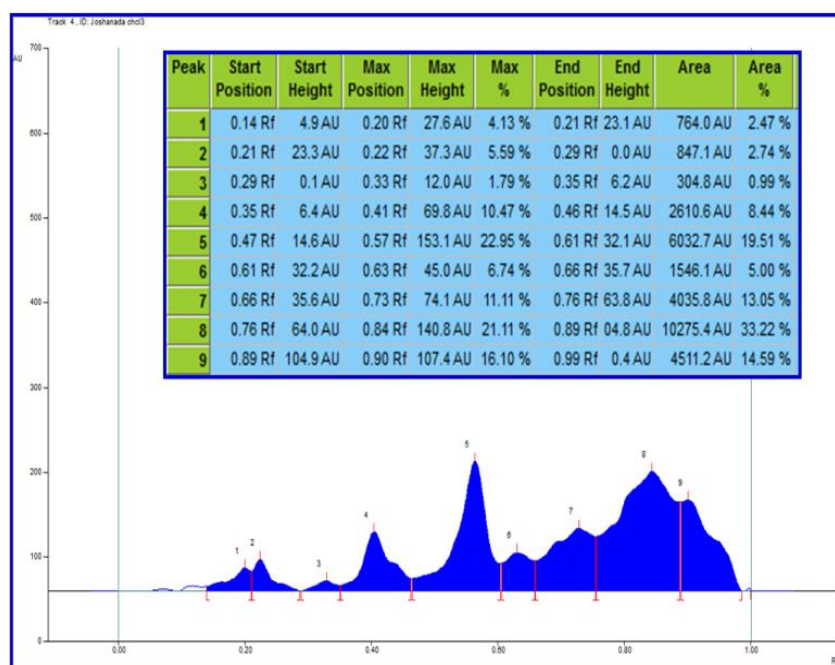 Track 4 , ID: Joshanada chcl3
700
AU
600
500
400
300
200
100
0
Peak Start Position Start Height Max Position Max Height Max % End Position End Height Area Area %
1 0.14 Rf 4.9 AU 0.20 Rf 27.6 AU 4.13 % 0.21 Rf 23.1 AU 764.0 AU 2.47 %
2 0.21 Rf 23.3 AU 0.22 Rf 37.3 AU 5.59 % 0.29 Rf 0.0 AU 847.1 AU 2.74 %
3 0.29 Rf 0.1 AU 0.33 Rf 12.0 AU 1.79 % 0.35 Rf 6.2 AU 304.8 AU 0.99 %
4 0.35 Rf 6.4 AU 0.41 Rf 69.8 AU 10.47 % 0.46 Rf 14.5 AU 2610.6 AU 8.44 %
5 0.47 Rf 14.6 AU 0.57 Rf 153.1 AU 22.95 % 0.61 Rf 32.1 AU 6032.7 AU 19.51 %
6 0.61 Rf 32.2 AU 0.63 Rf 45.0 AU 6.74 % 0.66 Rf 35.7 AU 1546.1 AU 5.00 %
7 0.66 Rf 35.6 AU 0.73 Rf 74.1 AU 11.11 % 0.76 Rf 63.8 AU 4035.8 AU 13.05 %
8 0.76 Rf 64.0 AU 0.84 Rf 140.8 AU 21.11 % 0.89 Rf 04.8 AU 10275.4 AU 33.22 %
9 0.89 Rf 104.9 AU 0.90 Rf 107.4 AU 16.10 % 0.99 Rf 0.4 AU 4511.2 AU 14.59 %
1 2 3 4 5 6 7 8 9
0.00 0.20 0.40 0.60 0.80 1.00